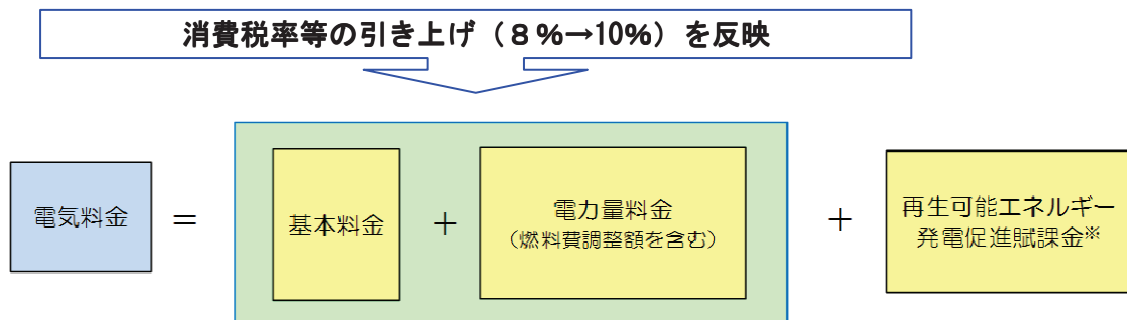 消費税率等の引き上げ（８％→10％）を反映
電気料金
＝
基本料金
＋
電力量料金
（燃料費調整額を含む）
＋
再生可能エネルギー
発電促進賦課金※